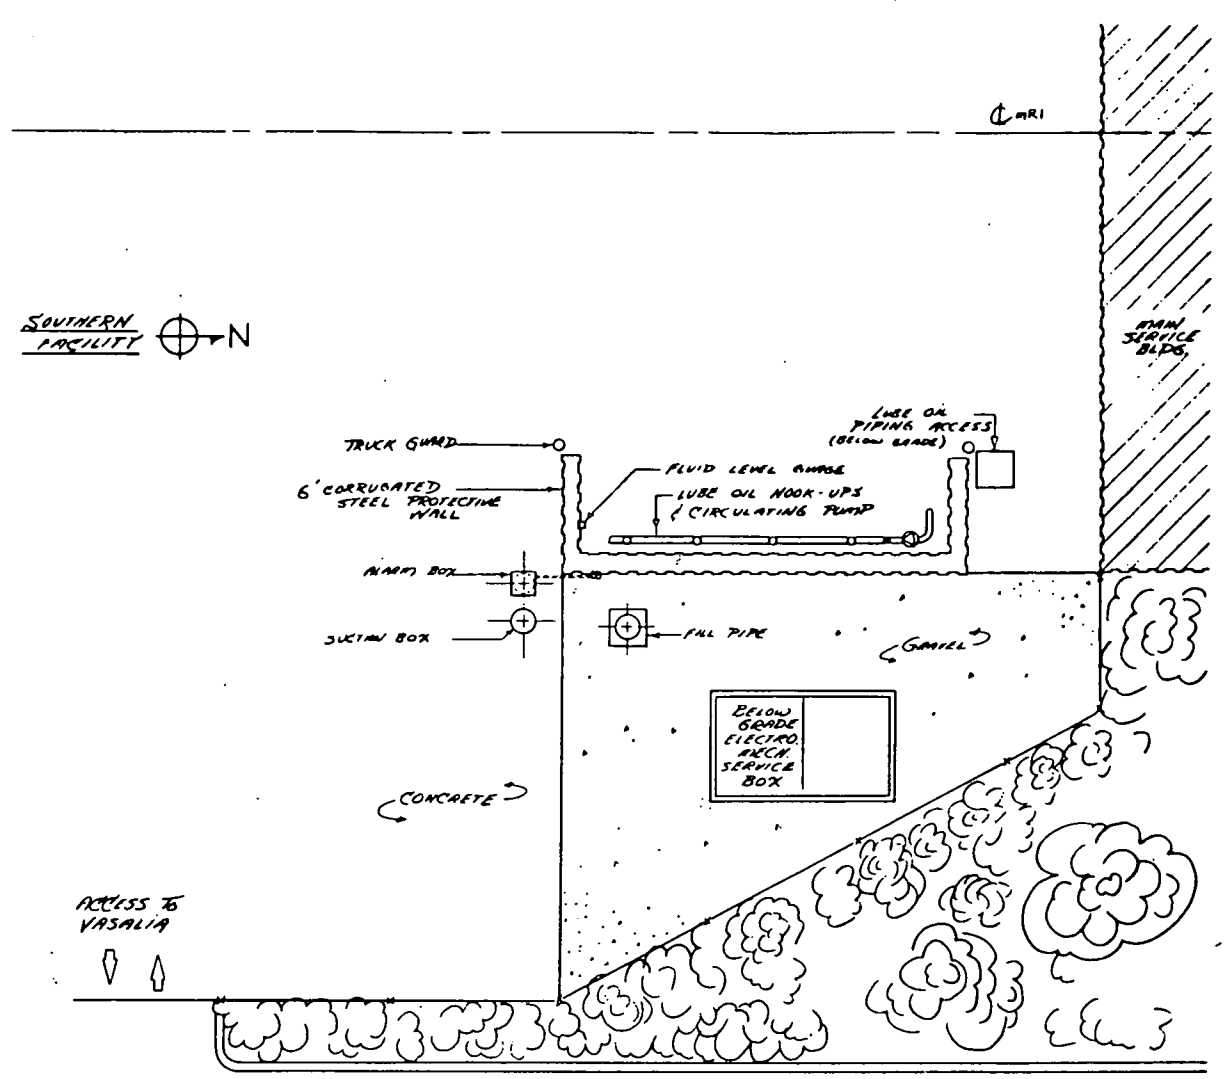 ℄ MRI
SOUTHERN
FACILITY
N
MAIN
SERVICE
BLDG.
LUBE OIL
PIPING ACCESS
(BELOW GRADE)
TRUCK GUARD
6' CORRUGATED
STEEL PROTECTIVE
WALL
FLUID LEVEL GUAGE
LUBE OIL HOOK-UPS
& CIRCULATING PUMP
ALARM BOX
SUCTION BOX
FILL PIPE
GRAVEL
BELOW
GRADE
ELECTRO.
MECH.
SERVICE
BOX
CONCRETE
ACCESS TO
VASALIA